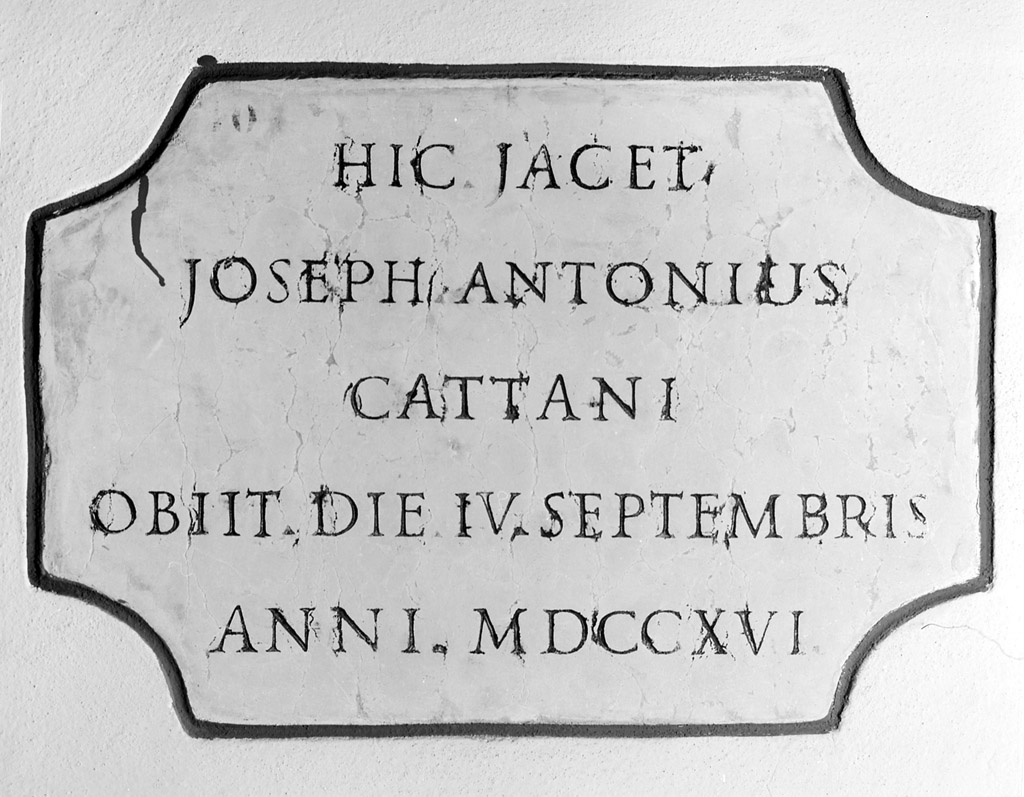 HIC JACET
JOSEPH ANTONIUS
CATTANI
OBIIT. DIE IV. SEPTEMBRIS
ANNI. MDCCXVI